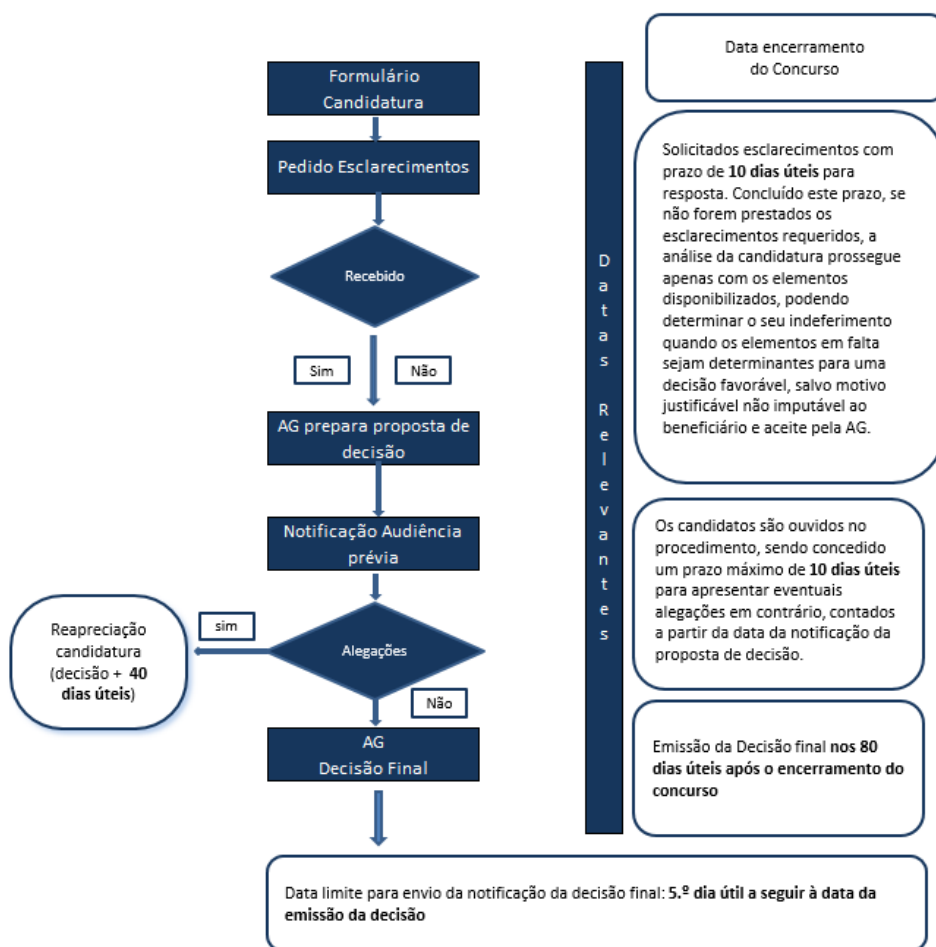 Formulário
Candidatura
Pedido Esclarecimentos
Recebido
Sim
Não
AG prepara proposta de
decisão
Notificação Audiência
prévia
Alegações
sim
Não
Reapreciação
candidatura
(decisão + 40
dias úteis)
AG
Decisão Final
Datas Relevantes
Data encerramento
do Concurso
Solicitados esclarecimentos com
prazo de 10 dias úteis para
resposta. Concluído este prazo, se
não forem prestados os
esclarecimentos requeridos, a
análise da candidatura prossegue
apenas com os elementos
disponibilizados, podendo
determinar o seu indeferimento
quando os elementos em falta
sejam determinantes para uma
decisão favorável, salvo motivo
justificável não imputável ao
beneficiário e aceite pela AG.
Os candidatos são ouvidos no
procedimento, sendo concedido
um prazo máximo de 10 dias úteis
para apresentar eventuais
alegações em contrário, contados
a partir da data da notificação da
proposta de decisão.
Emissão da Decisão final nos 80
dias úteis após o encerramento do
concurso
Data limite para envio da notificação da decisão final: 5.º dia útil a seguir à data da
emissão da decisão